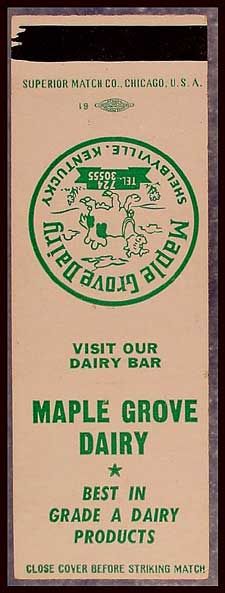 SUPERIOR MATCH CO., CHICAGO, U.S.A.
61
Maple Grove Dairy
TEL.
724
30555
SHELBYVILLE, KENTUCKY
VISIT OUR
DAIRY BAR
MAPLE GROVE
DAIRY
BEST IN
GRADE A DAIRY
PRODUCTS
CLOSE COVER BEFORE STRIKING MATCH